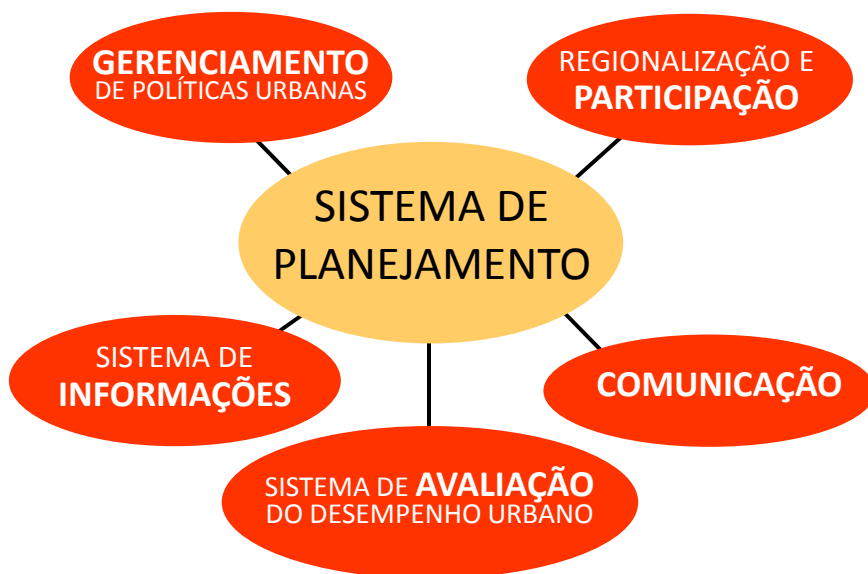 GERENCIAMENTO
DE POLÍTICAS URBANAS
REGIONALIZAÇÃO E
PARTICIPAÇÃO
SISTEMA DE
PLANEJAMENTO
SISTEMA DE
INFORMAÇÕES
COMUNICAÇÃO
SISTEMA DE AVALIAÇÃO
DO DESEMPENHO URBANO